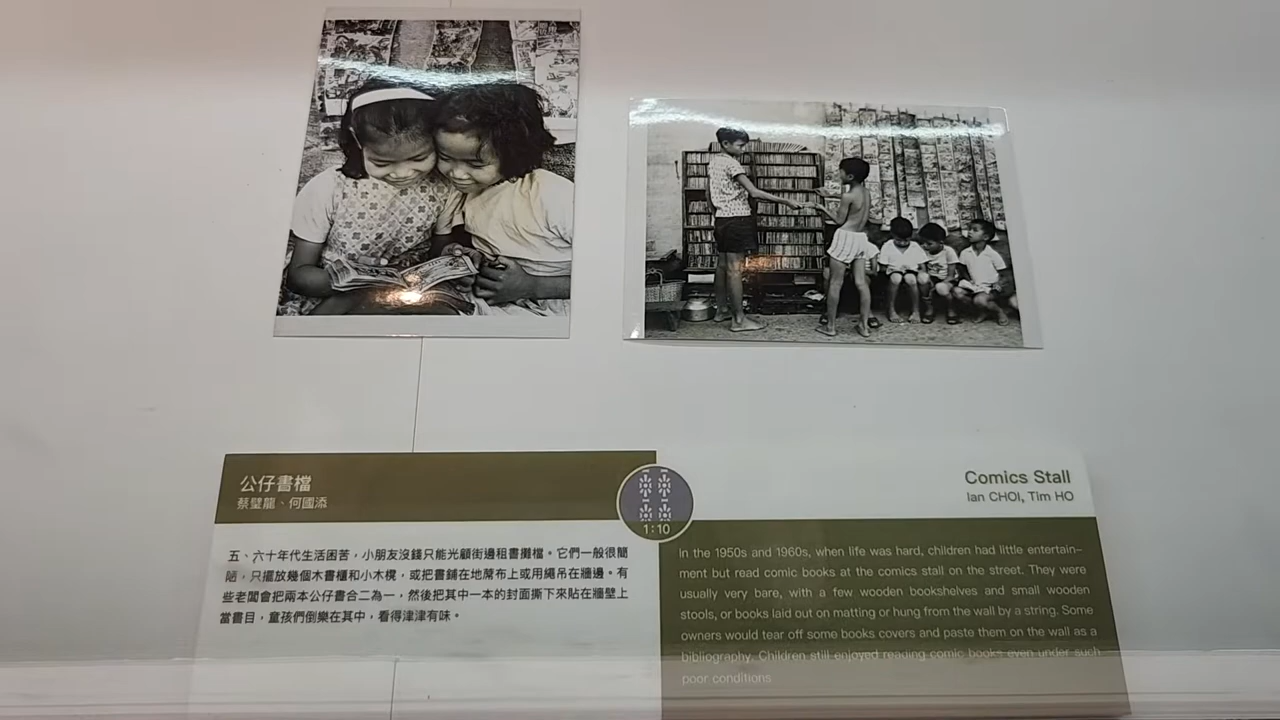 公仔書檔
蔡璧龍、何國添
1:10
Comics Stall
Ian CHOI, Tim HO
五、六十年代生活困苦，小朋友沒錢只能光顧街邊租書攤檔。它們一般很簡
陋，只擺放幾個木書櫃和小木櫈，或把書鋪在地蓆布上或用繩吊在牆邊。有
些老闆會把兩本公仔書合二為一，然後把其中一本的封面撕下來貼在牆壁上
當書目，童孩們倒樂在其中，看得津津有味。
In the 1950s and 1960s, when life was hard, children had little entertain-
ment but read comic books at the comics stall on the street. They were
usually very bare, with a few wooden bookshelves and small wooden
stools, or books laid out on matting or hung from the wall by a string. Some
owners would tear off some books covers and paste them on the wall as a
bibliography. Children still enjoyed reading comic books even under such
poor conditions